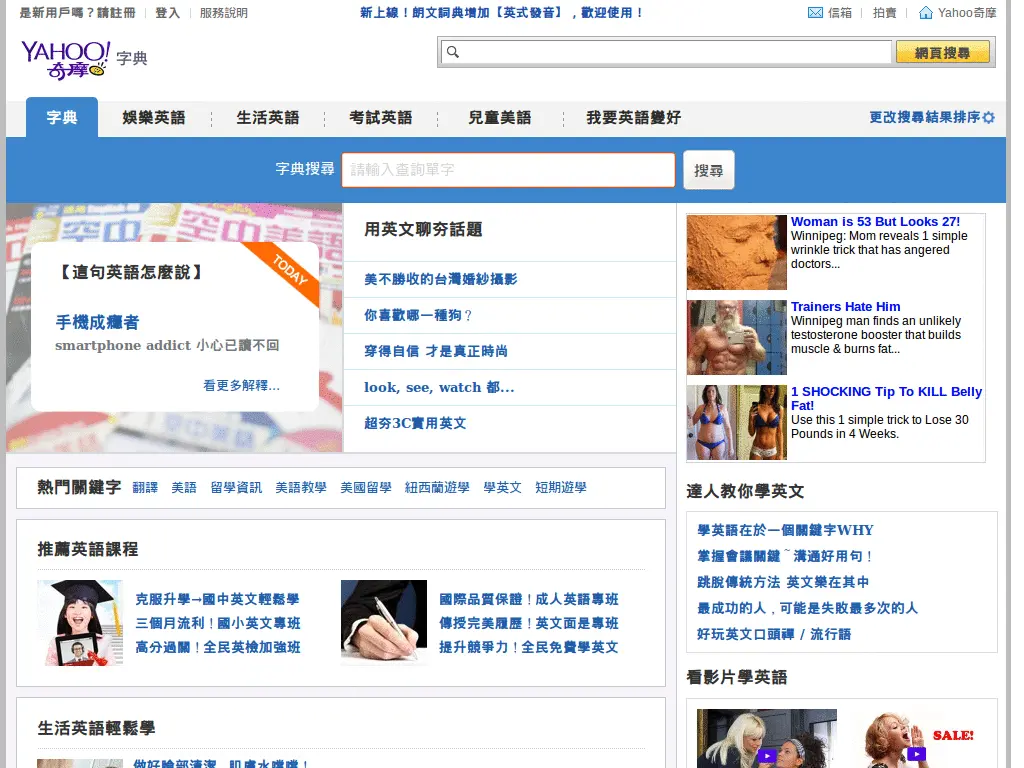 是新用戶嗎？請註冊
登入
服務說明
新上線！朗文詞典增加【英式發音】，歡迎使用！
信箱
拍賣
Yahoo奇摩
YAHOO!
奇摩
字典
網頁搜尋
字典
娛樂英語
生活英語
考試英語
兒童美語
我要英語變好
更改搜尋結果排序
字典搜尋
請輸入查詢單字
搜尋
【這句英語怎麼說】
TODAY
手機成癮者
smartphone addict 小心已讀不回
看更多解釋...
用英文聊夯話題
美不勝收的台灣婚紗攝影
你喜歡哪一種狗？
穿得自信 才是真正時尚
look, see, watch 都...
超夯3C實用英文
Woman is 53 But Looks 27!
Winnipeg: Mom reveals 1 simple
wrinkle trick that has angered
doctors...
Trainers Hate Him
Winnipeg man finds an unlikely
testosterone booster that builds
muscle & burns fat...
1 SHOCKING Tip To KILL Belly
Fat!
Use this 1 simple trick to Lose 30
Pounds in 4 Weeks.
熱門關鍵字 翻譯 美語 留學資訊 美語教學 美國留學 紐西蘭遊學 學英文 短期遊學
推薦英語課程
克服升學→國中英文輕鬆學
三個月流利！國小英文專班
高分過關！全民英檢加強班
國際品質保證！成人英語專班
傳授完美履歷！英文面是專班
提升競爭力！全民免費學英文
達人教你學英文
學英語在於一個關鍵字WHY
掌握會議關鍵～溝通好用句！
跳脫傳統方法 英文樂在其中
最成功的人，可能是失敗最多次的人
好玩英文口頭禪 / 流行語
看影片學英語
SALE!
生活英語輕鬆學
做好臉部清潔，肌膚水噹噹！